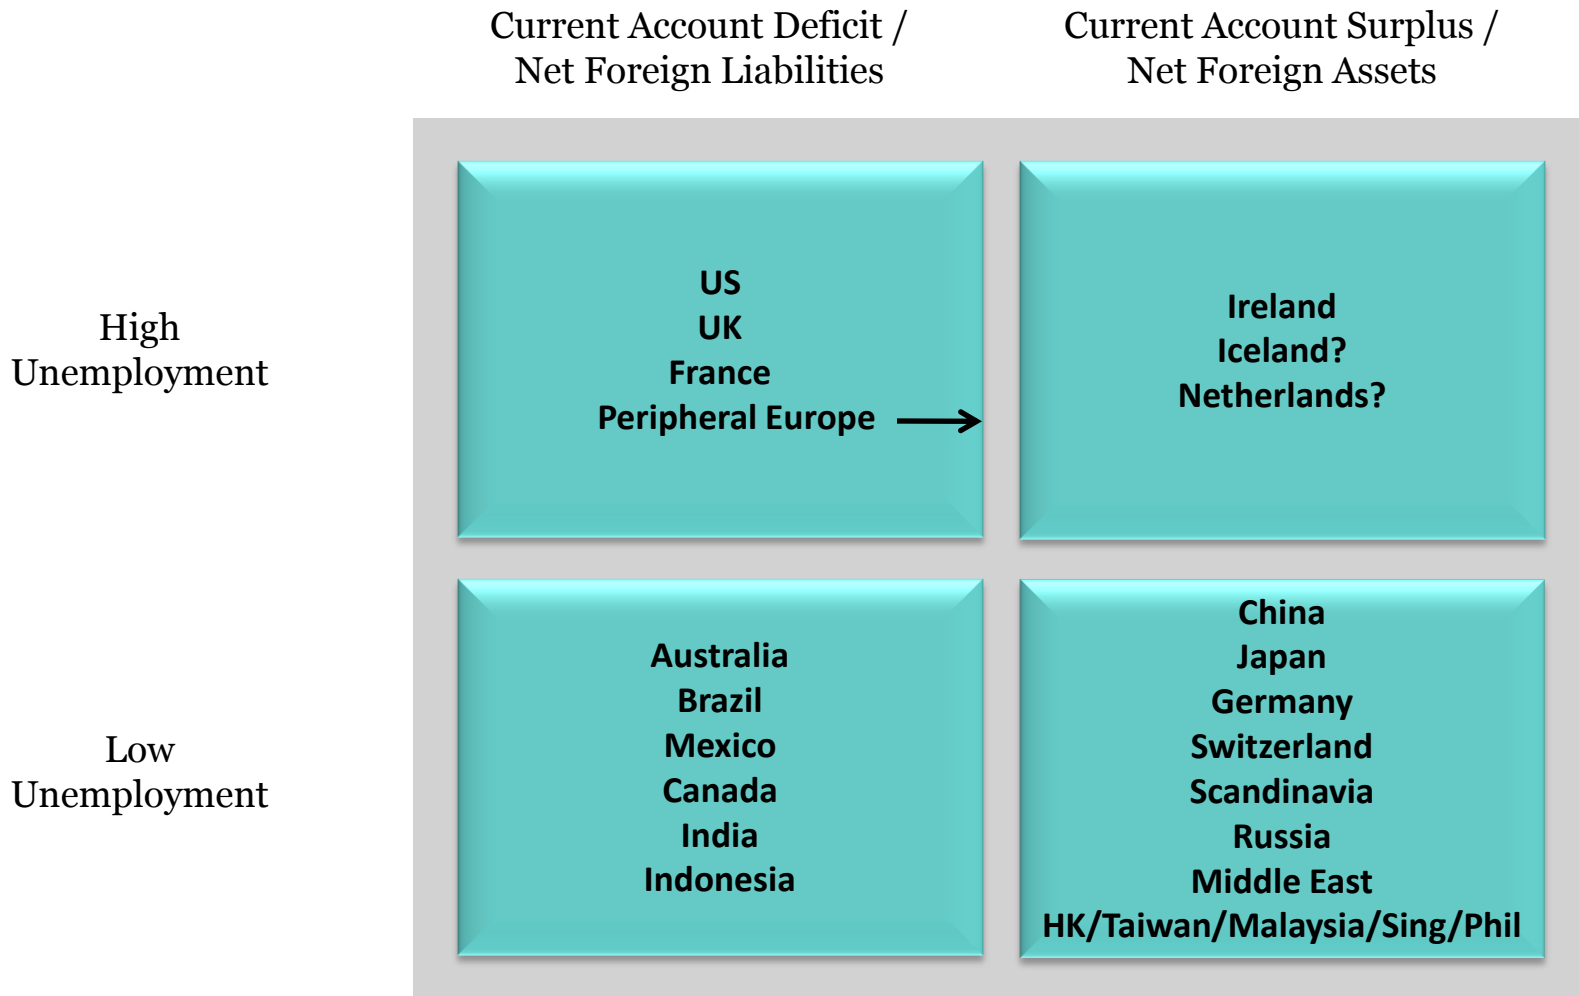 Current Account Deficit /
Net Foreign Liabilities
Current Account Surplus /
Net Foreign Assets
High
Unemployment
US
UK
France
Peripheral Europe
Ireland
Iceland?
Netherlands?
Low
Unemployment
Australia
Brazil
Mexico
Canada
India
Indonesia
China
Japan
Germany
Switzerland
Scandinavia
Russia
Middle East
HK/Taiwan/Malaysia/Sing/Phil